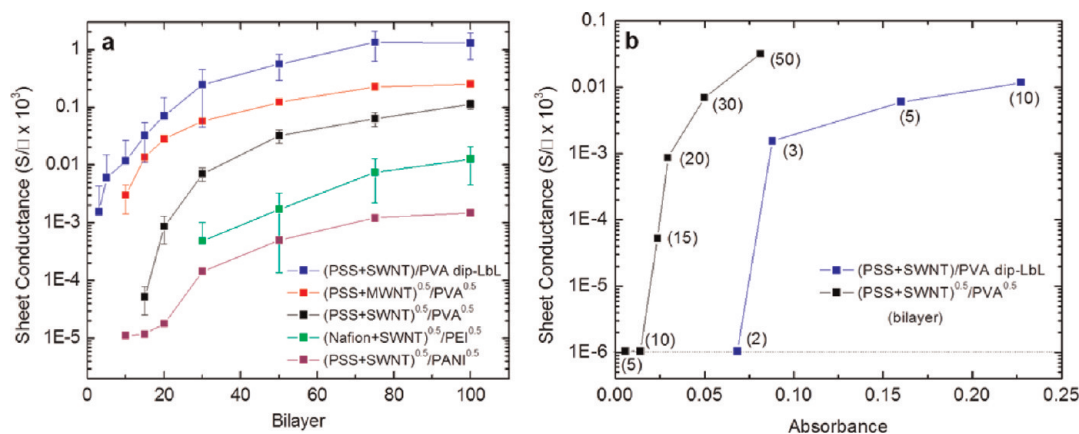 a
Sheet Conductance (S/□ x 10³)
1
0.1
0.01
1E-3
1E-4
1E-5
0 20 40 60 80 100
Bilayer
(PSS+SWNT)/PVA dip-LbL
(PSS+MWNT)^0.5/PVA^0.5
(PSS+SWNT)^0.5/PVA^0.5
(Nafion+SWNT)^0.5/PEI^0.5
(PSS+SWNT)^0.5/PANI^0.5
b
Sheet Conductance (S/□ x 10³)
0.1
0.01
1E-3
1E-4
1E-5
1E-6
0.00 0.05 0.10 0.15 0.20 0.25
Absorbance
(50)
(30)
(20)
(15)
(10)
(5)
(10)
(5)
(3)
(2)
(PSS+SWNT)/PVA dip-LbL
(PSS+SWNT)^0.5/PVA^0.5
(bilayer)